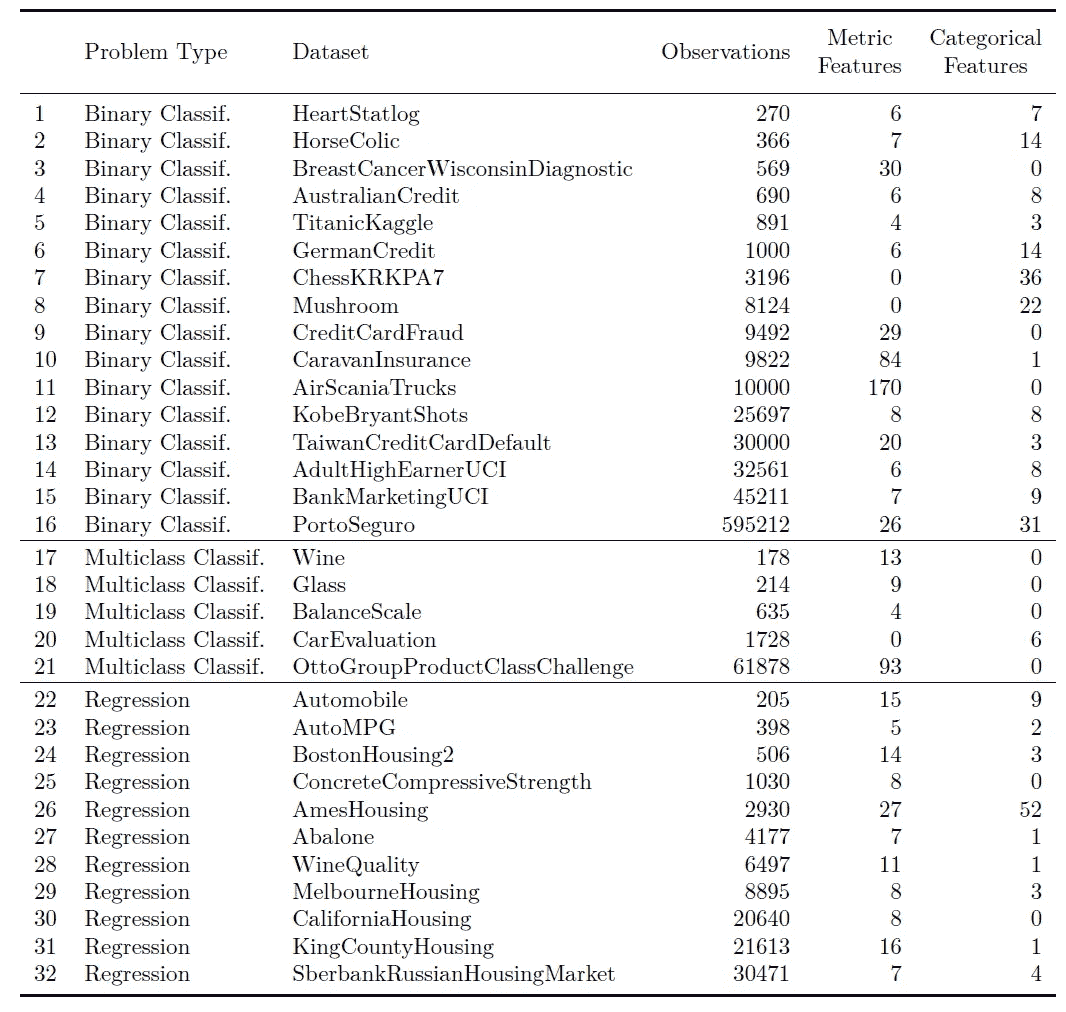 Problem Type Dataset Observations Metric Features Categorical Features
1 Binary Classif. HeartStatlog 270 6 7
2 Binary Classif. HorseColic 366 7 14
3 Binary Classif. BreastCancerWisconsinDiagnostic 569 30 0
4 Binary Classif. AustralianCredit 690 6 8
5 Binary Classif. TitanicKaggle 891 4 3
6 Binary Classif. GermanCredit 1000 6 14
7 Binary Classif. ChessKRKPA7 3196 0 36
8 Binary Classif. Mushroom 8124 0 22
9 Binary Classif. CreditCardFraud 9492 29 0
10 Binary Classif. CaravanInsurance 9822 84 1
11 Binary Classif. AirScaniaTrucks 10000 170 0
12 Binary Classif. KobeBryantShots 25697 8 8
13 Binary Classif. TaiwanCreditCardDefault 30000 20 3
14 Binary Classif. AdultHighEarnerUCI 32561 6 8
15 Binary Classif. BankMarketingUCI 45211 7 9
16 Binary Classif. PortoSeguro 595212 26 31
17 Multiclass Classif. Wine 178 13 0
18 Multiclass Classif. Glass 214 9 0
19 Multiclass Classif. BalanceScale 635 4 0
20 Multiclass Classif. CarEvaluation 1728 0 6
21 Multiclass Classif. OttoGroupProductClassChallenge 61878 93 0
22 Regression Automobile 205 15 9
23 Regression AutoMPG 398 5 2
24 Regression BostonHousing2 506 14 3
25 Regression ConcreteCompressiveStrength 1030 8 0
26 Regression AmesHousing 2930 27 52
27 Regression Abalone 4177 7 1
28 Regression WineQuality 6497 11 1
29 Regression MelbourneHousing 8895 8 3
30 Regression CaliforniaHousing 20640 8 0
31 Regression KingCountyHousing 21613 16 1
32 Regression SberbankRussianHousingMarket 30471 7 4